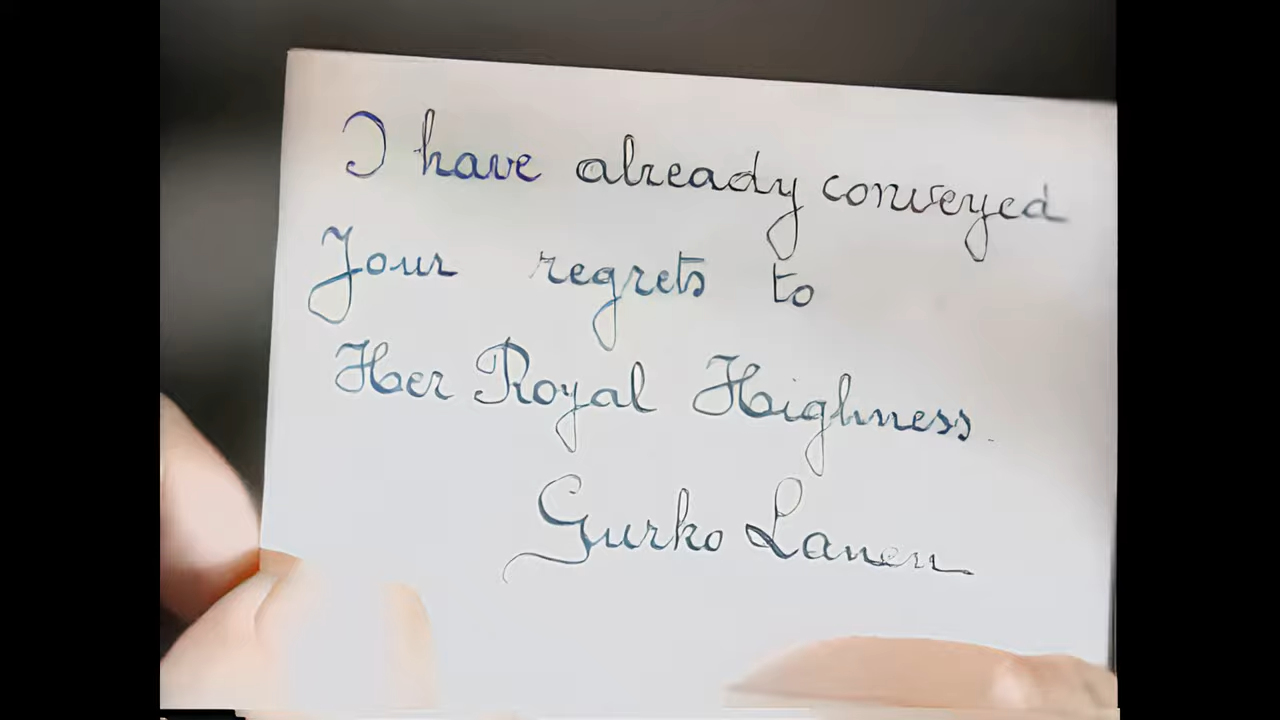 I have already conveyed
Your regrets to
Her Royal Highness.
Gurko Lanen